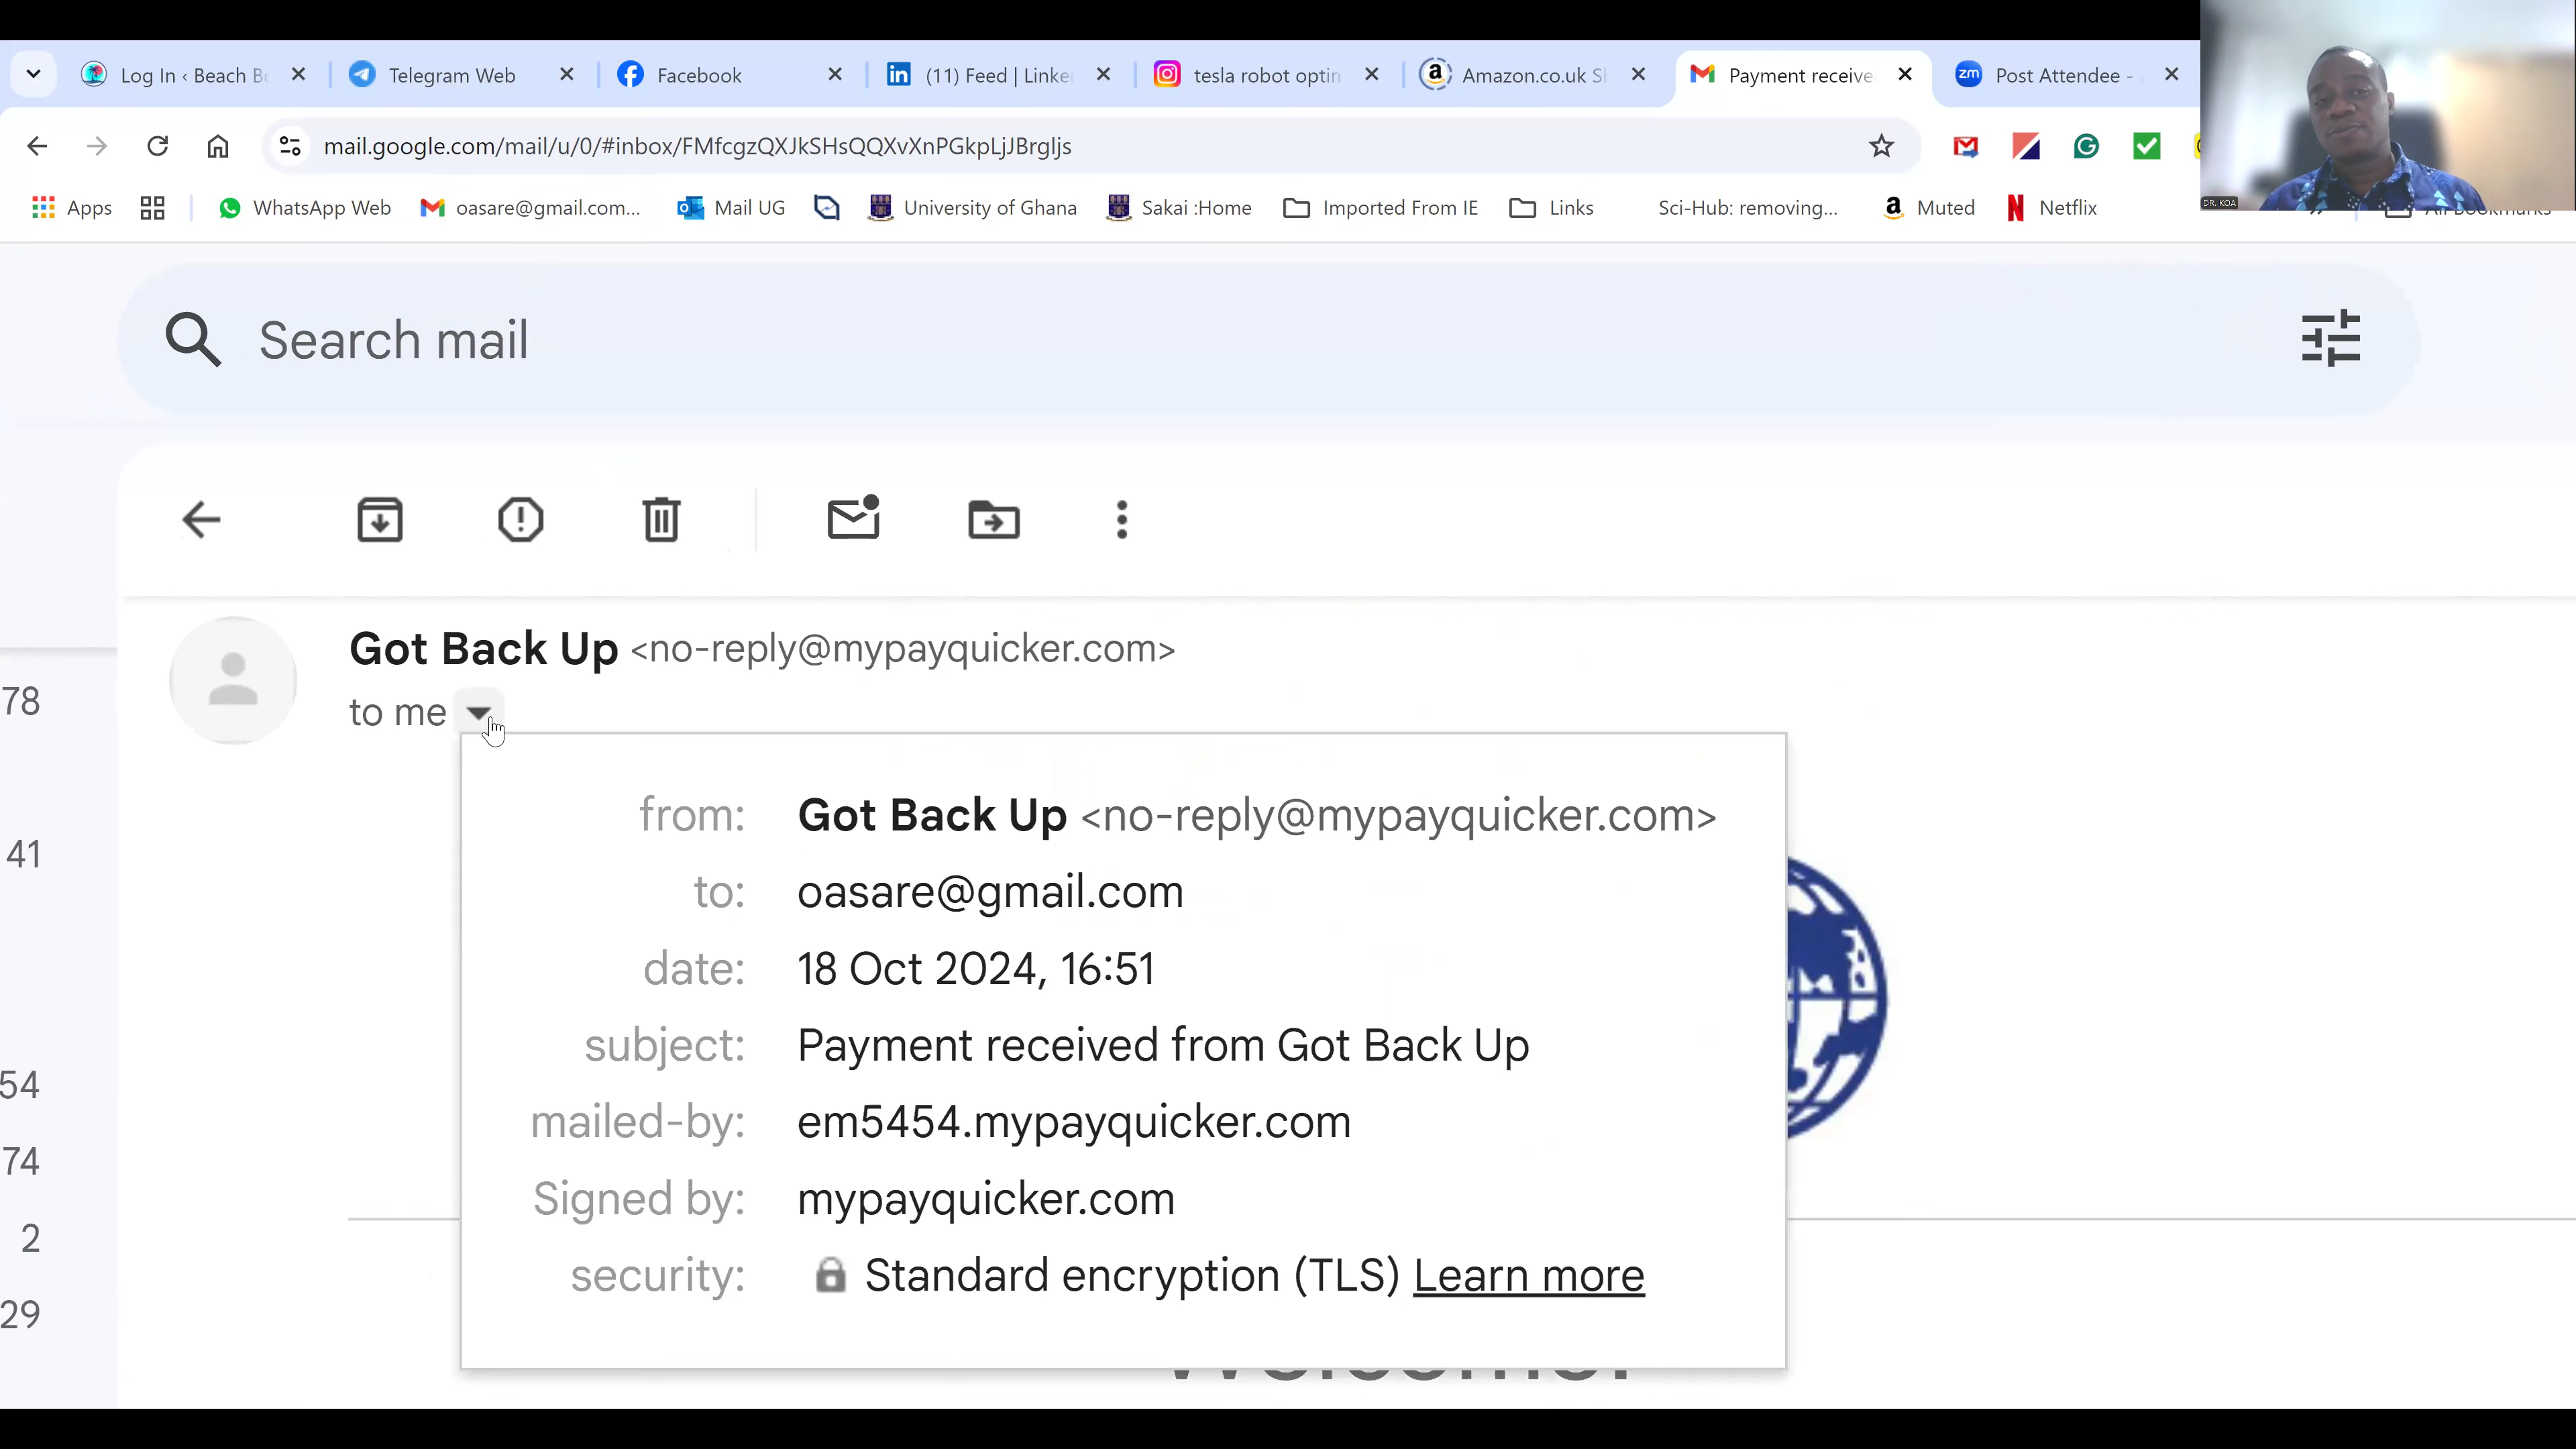 Log In ‹ Beach B
Telegram Web
Facebook
(11) Feed | Linke
tesla robot optin
Amazon.co.uk S
Payment receive
zm
Post Attendee -
mail.google.com/mail/u/0/#inbox/FMfcgzQXJkSHsQQXvXnPGkpLjJBrgljs
Apps
WhatsApp Web
oasare@gmail.com...
Mail UG
University of Ghana
Sakai :Home
Imported From IE
Links
Sci-Hub: removing...
Muted
Netflix
DR. KOA
Search mail
Got Back Up <no-reply@mypayquicker.com>
to me
from: Got Back Up <no-reply@mypayquicker.com>
to: oasare@gmail.com
date: 18 Oct 2024, 16:51
subject: Payment received from Got Back Up
mailed-by: em5454.mypayquicker.com
Signed by: mypayquicker.com
security: Standard encryption (TLS) Learn more
78
41
54
74
2
29